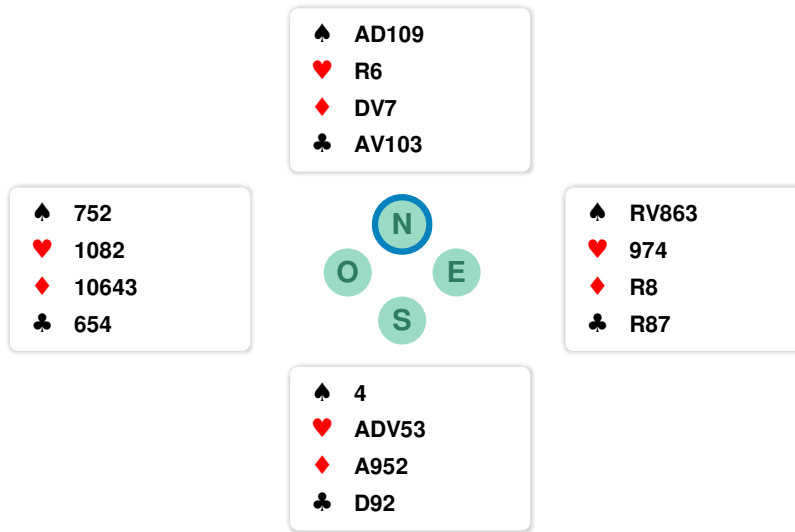 ♠ AD109
♥ R6
♦ DV7
♣ AV103
♠ 752
♥ 1082
♦ 10643
♣ 654
N
O E
S
♠ RV863
♥ 974
♦ R8
♣ R87
♠ 4
♥ ADV53
♦ A952
♣ D92